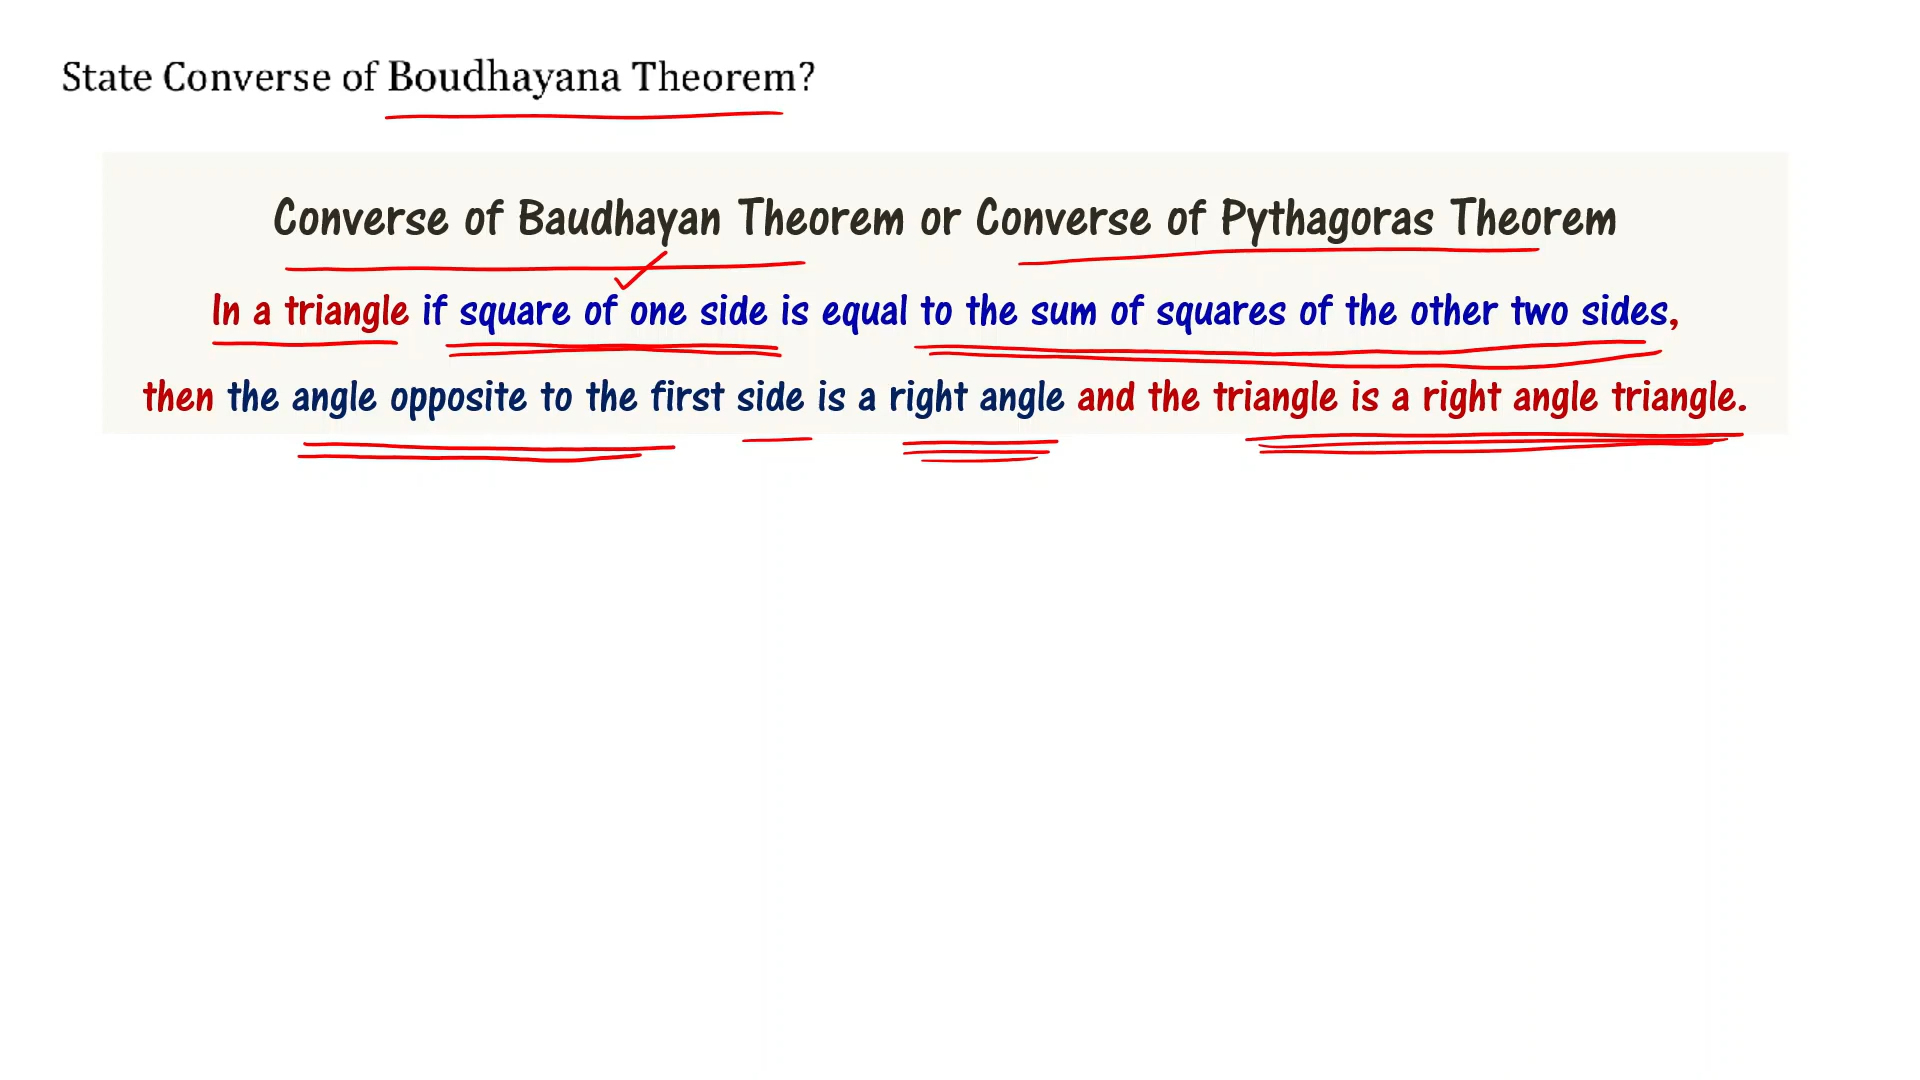 State Converse of Boudhayana Theorem?
Converse of Baudhayan Theorem or Converse of Pythagoras Theorem
In a triangle if square of one side is equal to the sum of squares of the other two sides,
then the angle opposite to the first side is a right angle and the triangle is a right angle triangle.